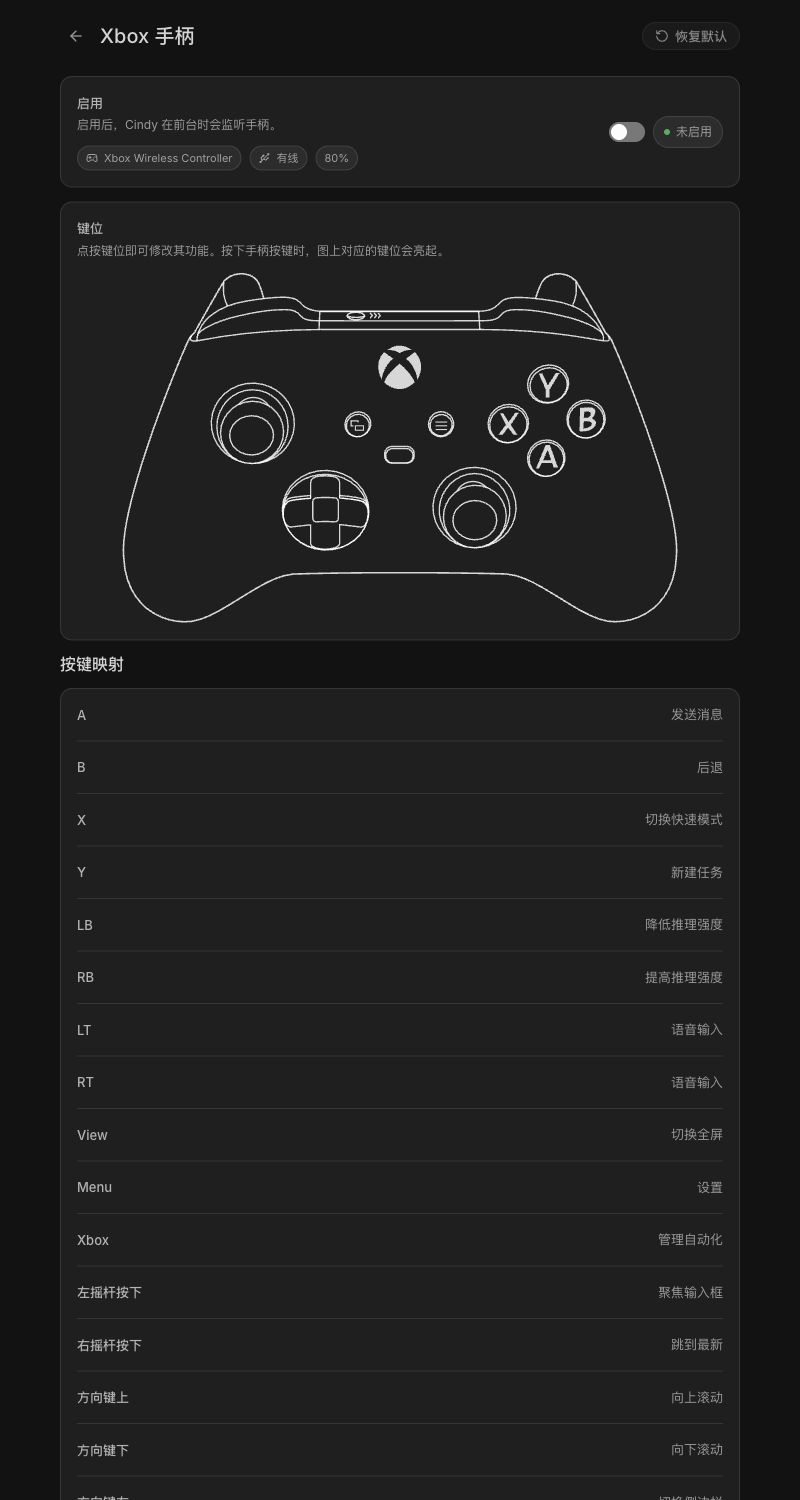 Xbox 手柄
恢复默认
启用
启用后，Cindy 在前台时会监听手柄。
未启用
Xbox Wireless Controller
有线
80%
键位
点按键位即可修改其功能。按下手柄按键时，图上对应的键位会亮起。
Y
X
B
A
按键映射
A 发送消息
B 后退
X 切换快速模式
Y 新建任务
LB 降低推理强度
RB 提高推理强度
LT 语音输入
RT 语音输入
View 切换全屏
Menu 设置
Xbox 管理自动化
左摇杆按下 聚焦输入框
右摇杆按下 跳到最新
方向键上 向上滚动
方向键下 向下滚动